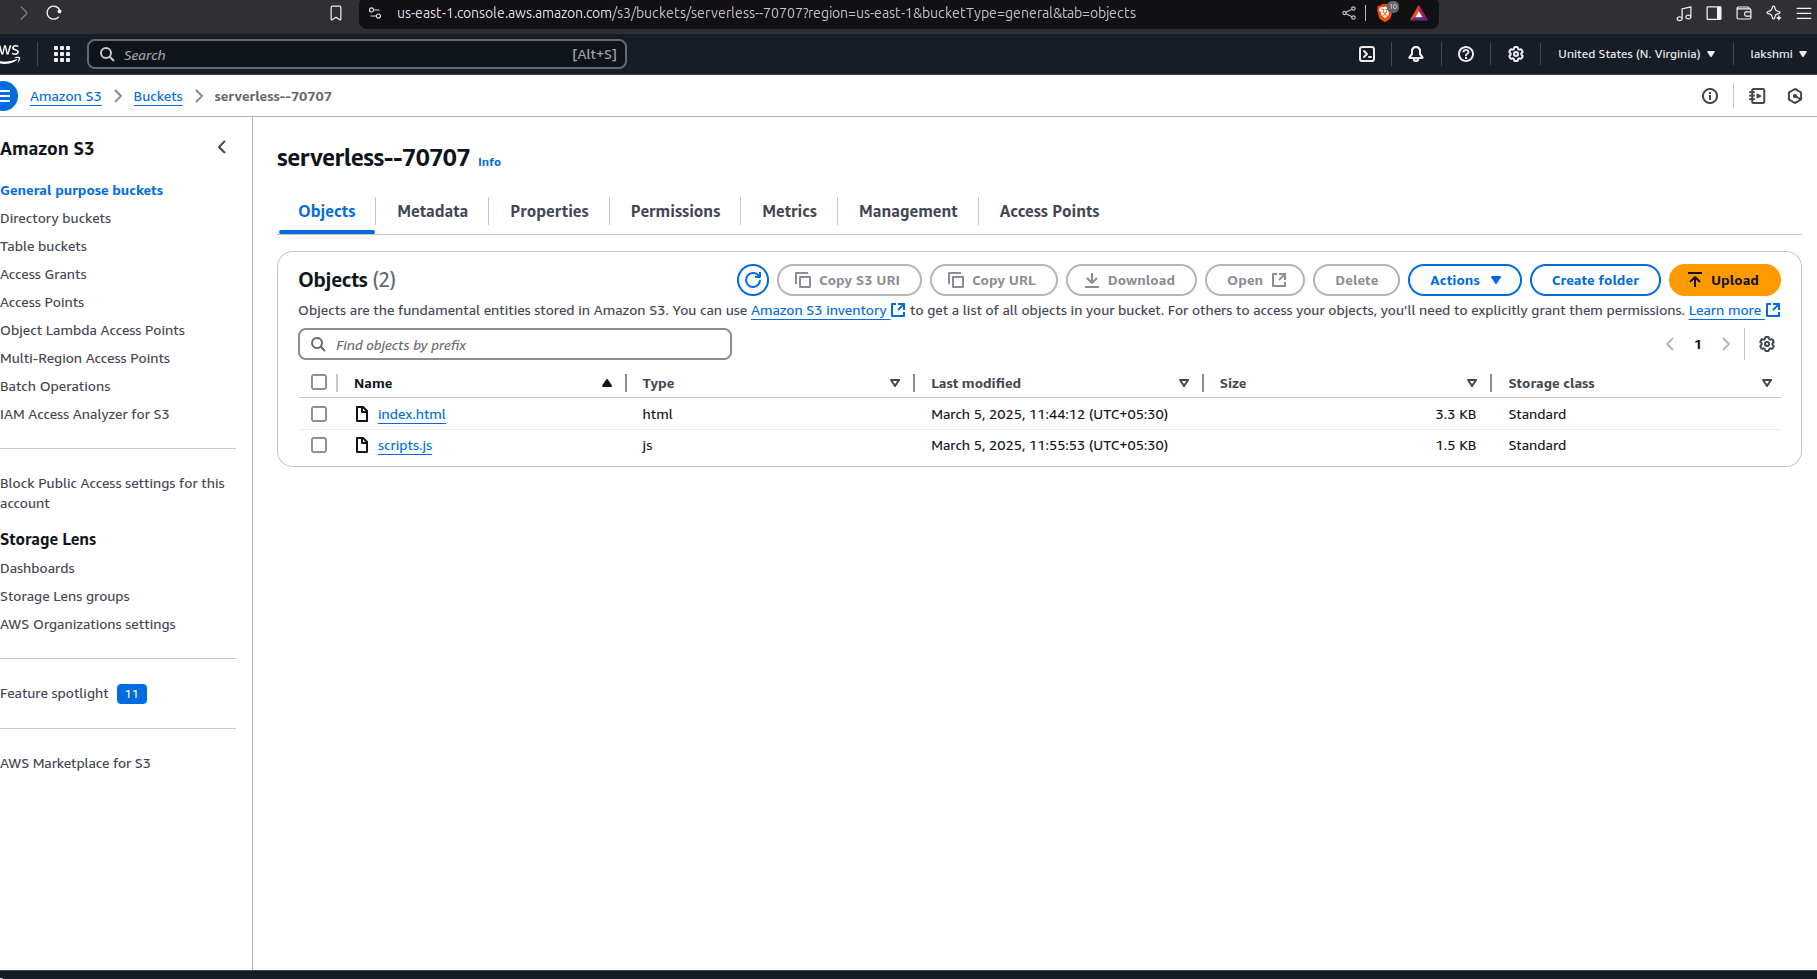 us-east-1.console.aws.amazon.com/s3/buckets/serverless--70707?region=us-east-1&bucketType=general&tab=objects
10
Search [Alt+S]
United States (N. Virginia) lakshmi
Amazon S3 Buckets serverless--70707
Amazon S3
General purpose buckets
Directory buckets
Table buckets
Access Grants
Access Points
Object Lambda Access Points
Multi-Region Access Points
Batch Operations
IAM Access Analyzer for S3
Block Public Access settings for this
account
Storage Lens
Dashboards
Storage Lens groups
AWS Organizations settings
Feature spotlight 11
AWS Marketplace for S3
serverless--70707 Info
Objects Metadata Properties Permissions Metrics Management Access Points
Objects (2) Copy S3 URI Copy URL Download Open Delete Actions Create folder Upload
Objects are the fundamental entities stored in Amazon S3. You can use Amazon S3 inventory to get a list of all objects in your bucket. For others to access your objects, you'll need to explicitly grant them permissions. Learn more
Find objects by prefix 1
Name Type Last modified Size Storage class
index.html html March 5, 2025, 11:44:12 (UTC+05:30) 3.3 KB Standard
scripts.js js March 5, 2025, 11:55:53 (UTC+05:30) 1.5 KB Standard